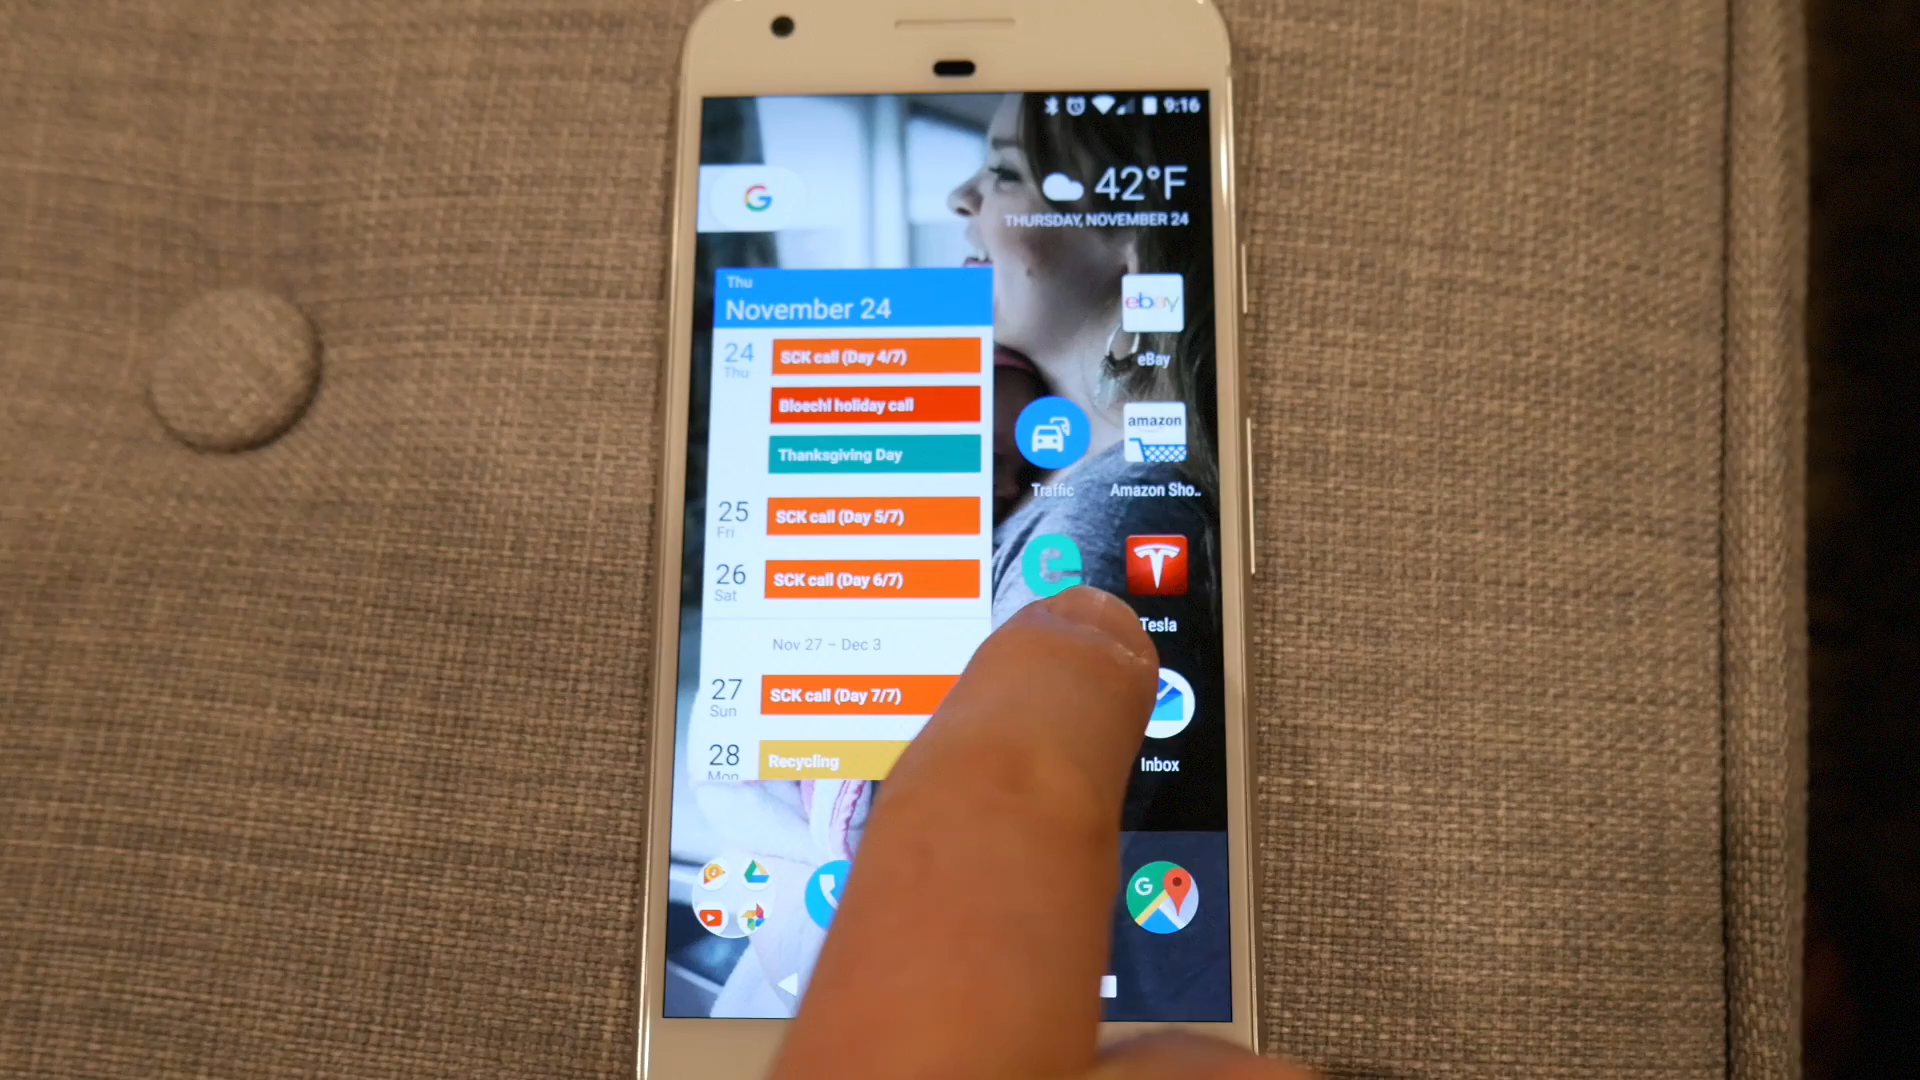 9:16
G
42°F
THURSDAY, NOVEMBER 24
Thu
November 24
24
Thu
SCK call (Day 4/7)
Bloechl holiday call
Thanksgiving Day
25
Fri
SCK call (Day 5/7)
26
Sat
SCK call (Day 6/7)
Nov 27 – Dec 3
27
Sun
SCK call (Day 7/7)
28
Mon
Recycling
ebay
eBay
Traffic
amazon
Amazon Sho..
e
Tesla
Inbox
G